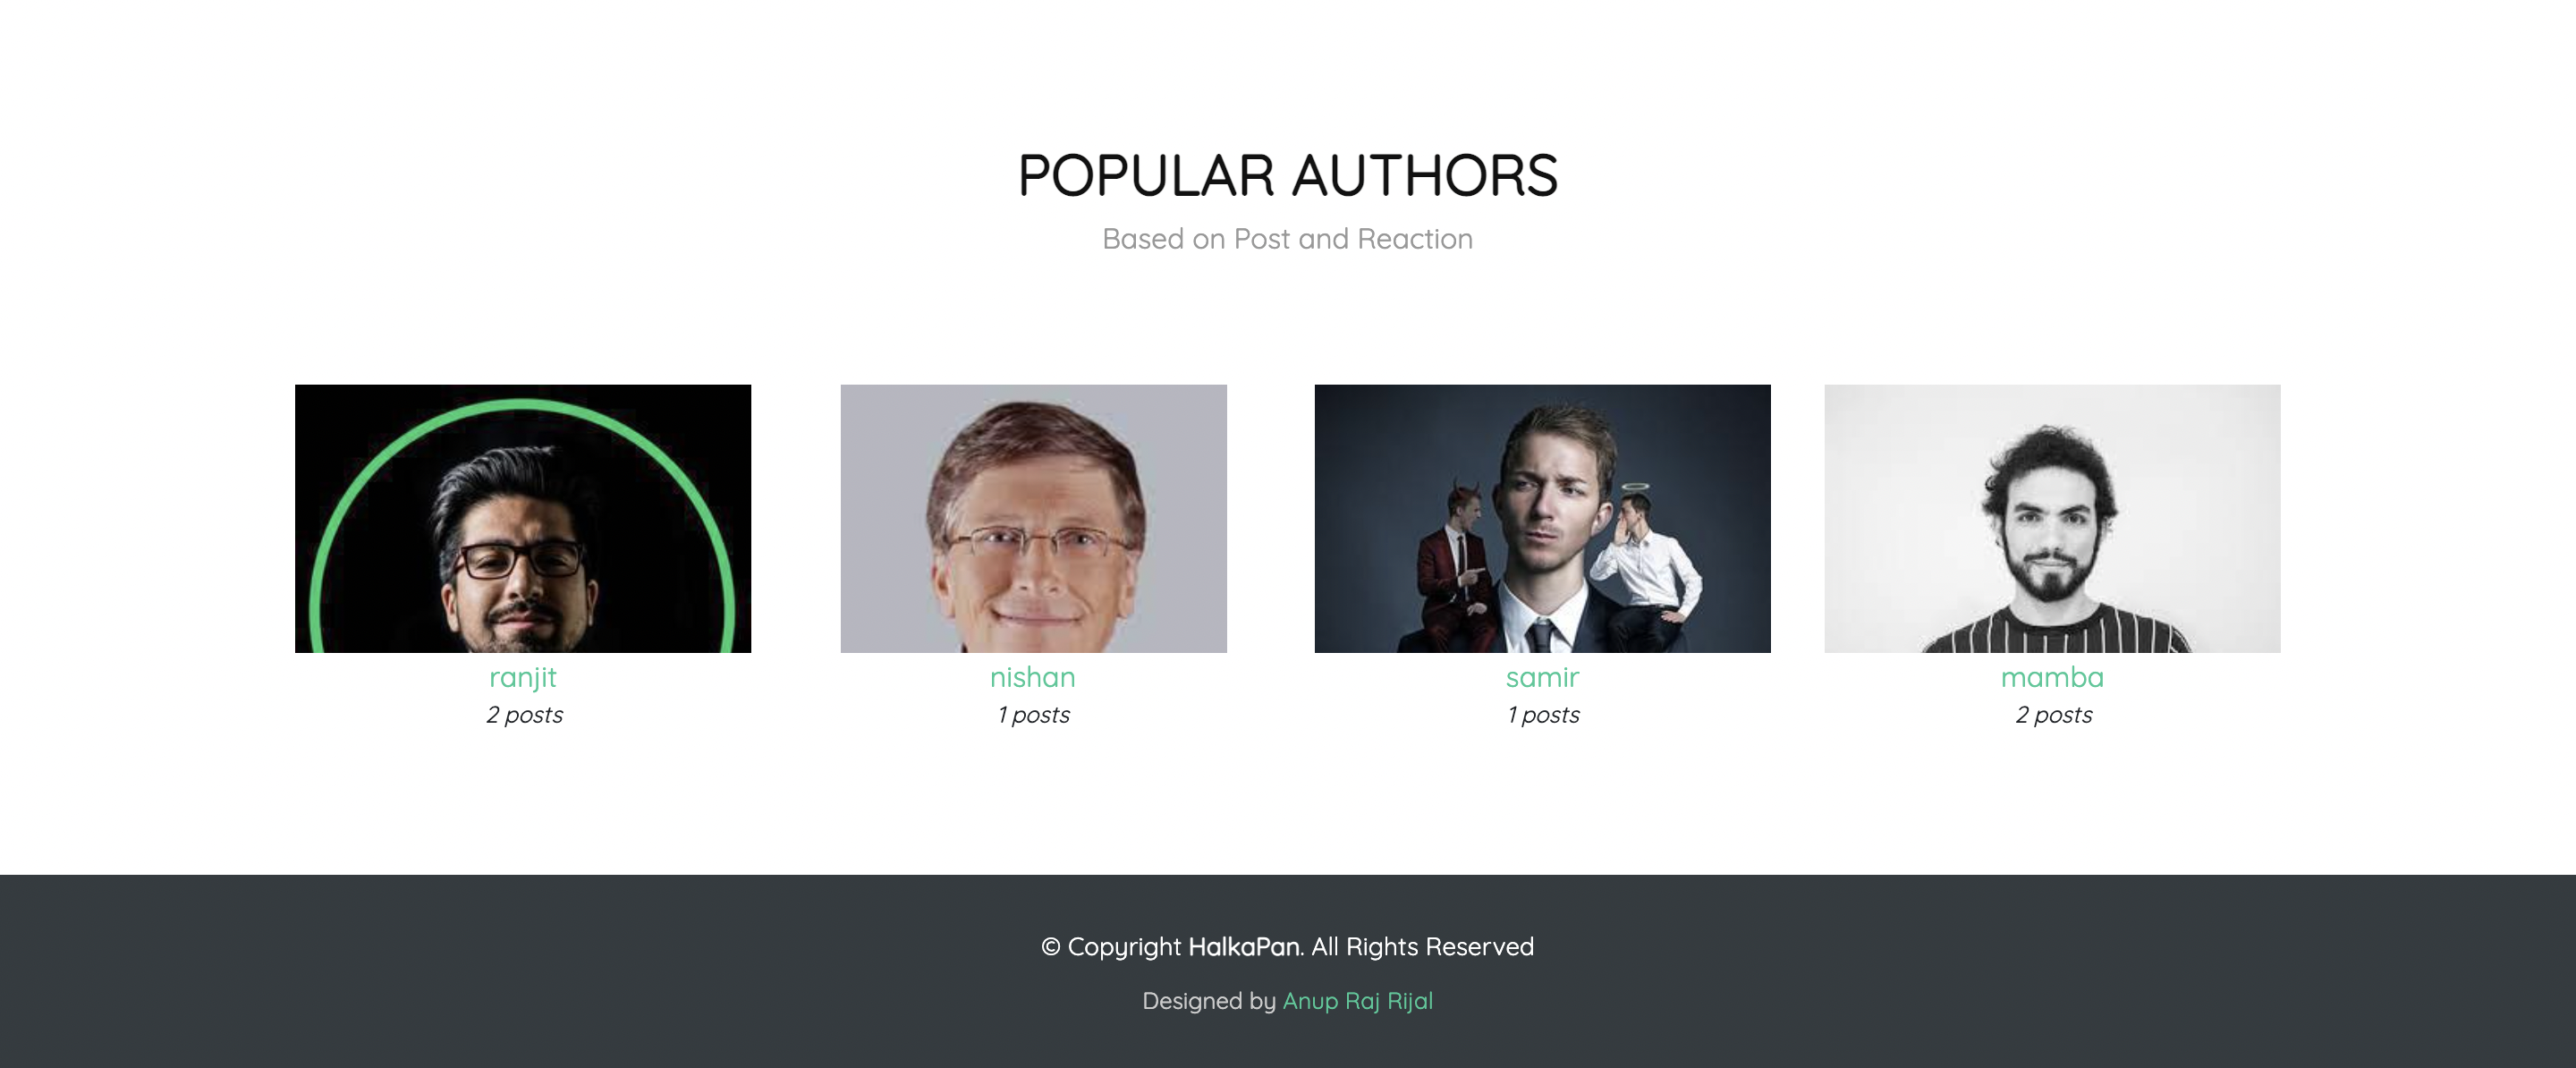 POPULAR AUTHORS
Based on Post and Reaction
ranjit
2 posts
nishan
1 posts
samir
1 posts
mamba
2 posts
© Copyright HalkaPan. All Rights Reserved
Designed by Anup Raj Rijal